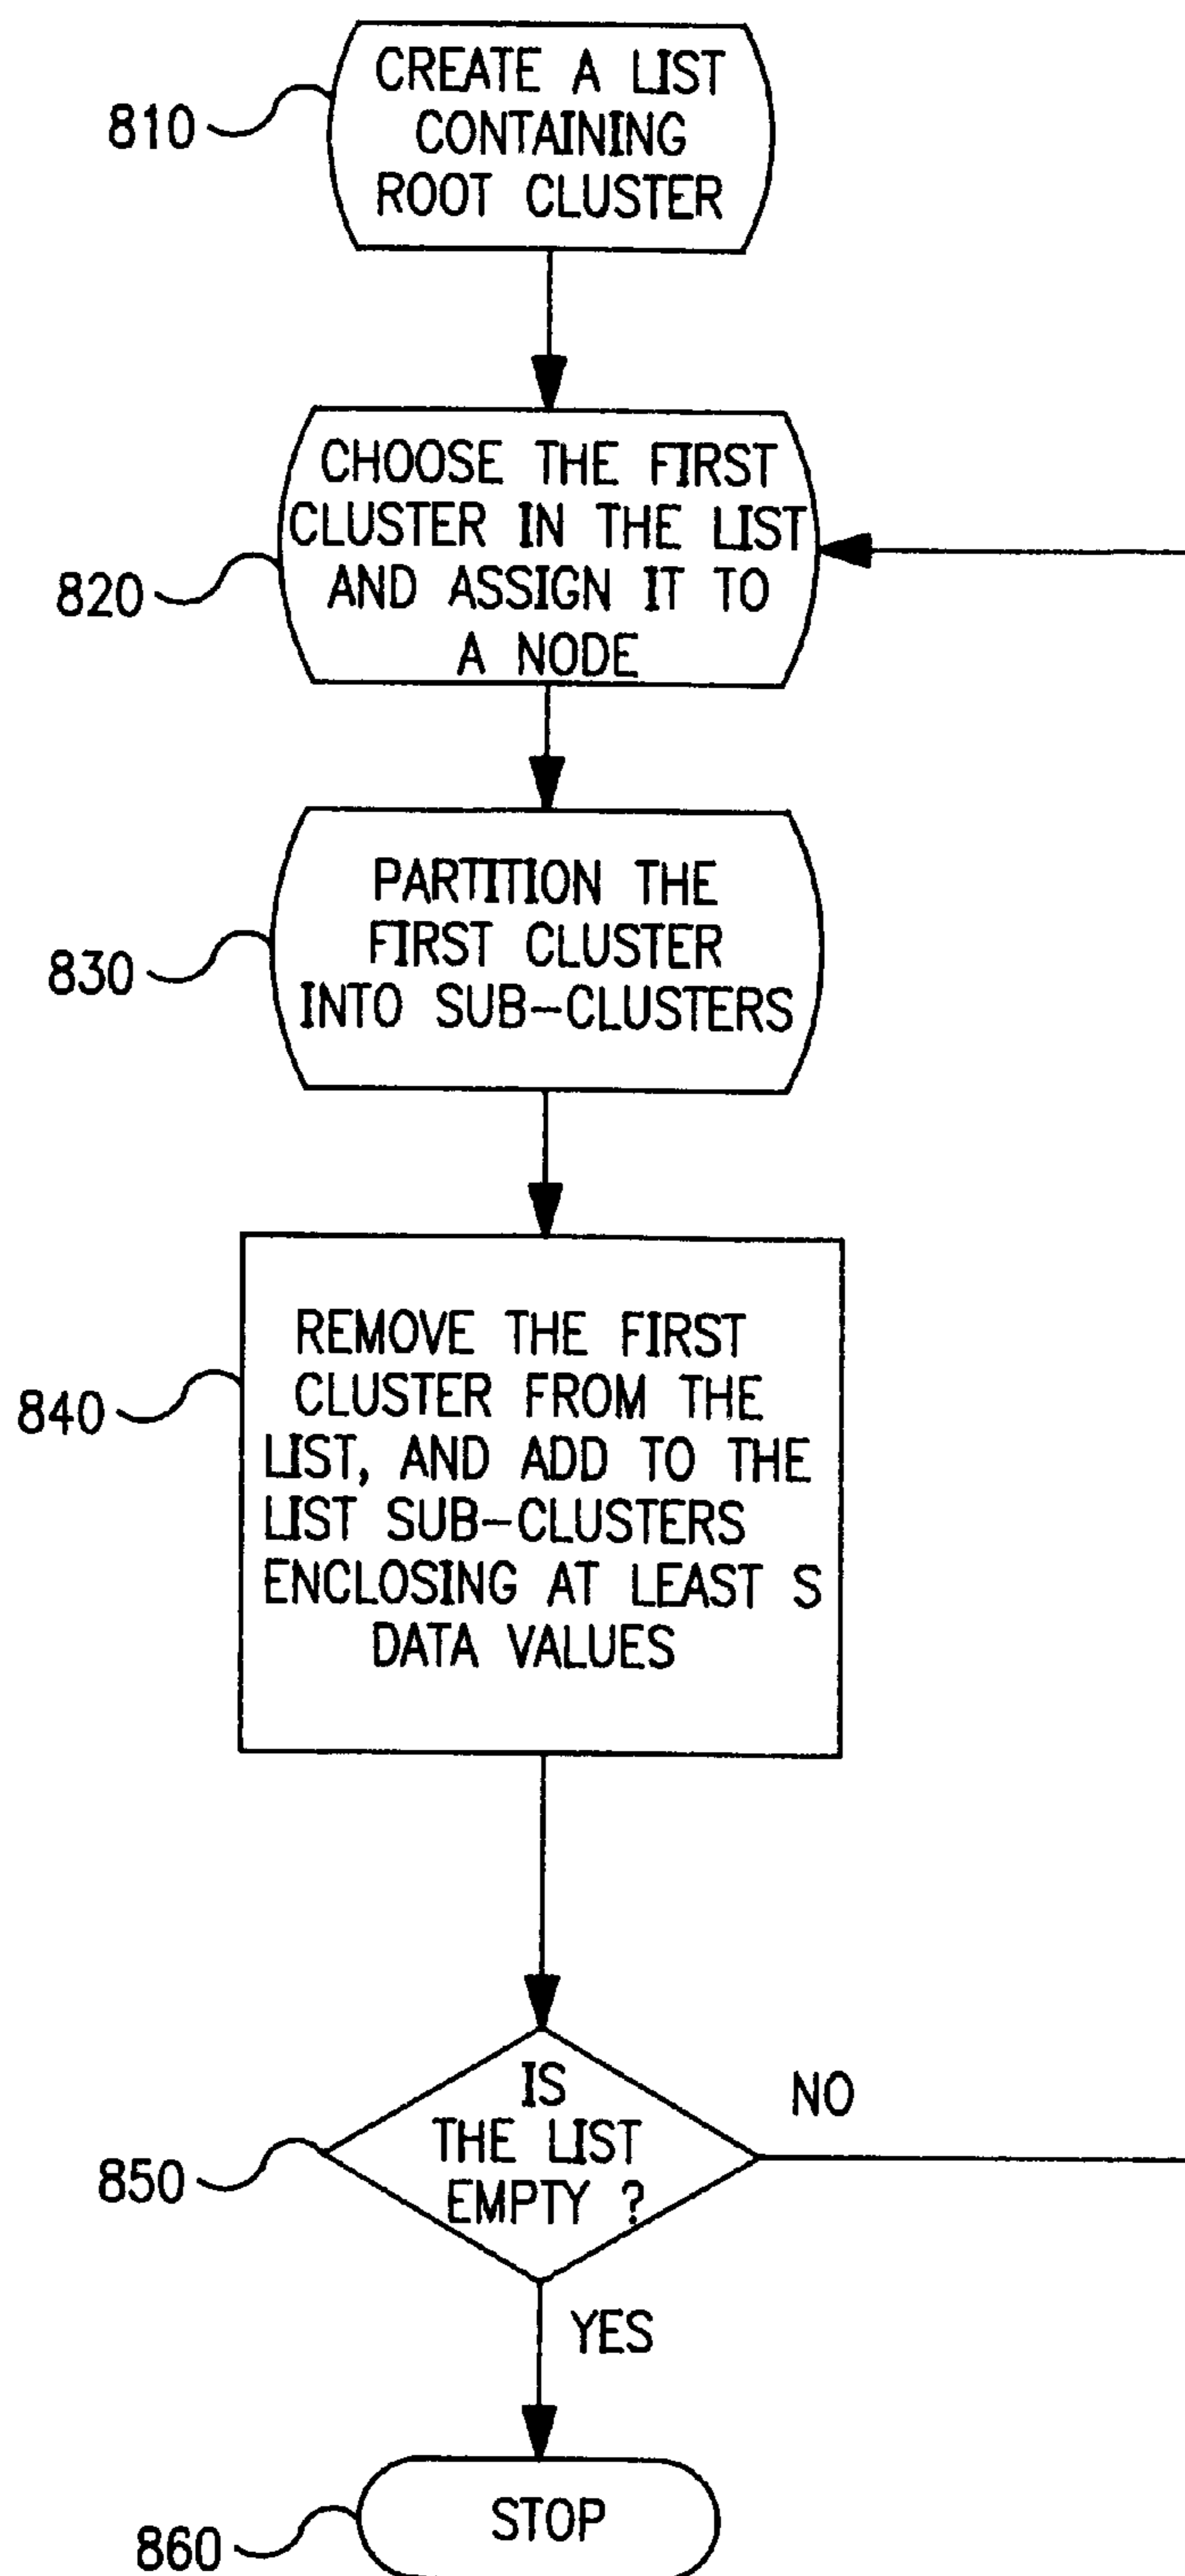 CREATE A LIST
CONTAINING
ROOT CLUSTER
810
CHOOSE THE FIRST
CLUSTER IN THE LIST
AND ASSIGN IT TO
A NODE
820
PARTITION THE
FIRST CLUSTER
INTO SUB-CLUSTERS
830
REMOVE THE FIRST
CLUSTER FROM THE
LIST, AND ADD TO THE
LIST SUB-CLUSTERS
ENCLOSING AT LEAST S
DATA VALUES
840
IS
THE LIST
EMPTY ?
850
NO
YES
STOP
860